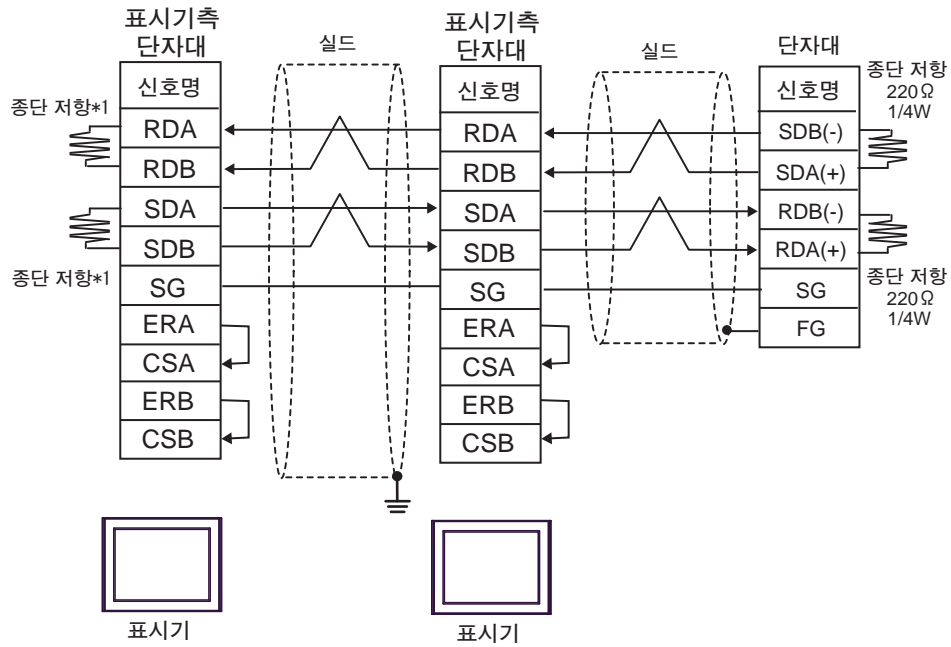 표시기측
단자대
신호명
RDA
RDB
SDA
SDB
SG
ERA
CSA
ERB
CSB
종단 저항*1
종단 저항*1
실드
표시기측
단자대
신호명
RDA
RDB
SDA
SDB
SG
ERA
CSA
ERB
CSB
실드
단자대
신호명
SDB(-)
SDA(+)
RDB(-)
RDA(+)
SG
FG
종단 저항
220Ω
1/4W
종단 저항
220Ω
1/4W
표시기
표시기